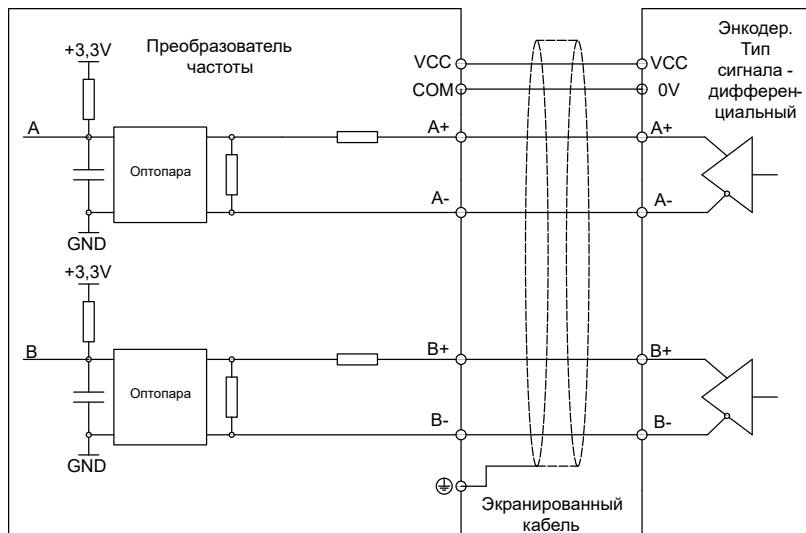 Преобразователь
частоты
+3,3V
A
Оптопара
GND
+3,3V
B
Оптопара
GND
VCC
COM
A+
A-
B+
B-
Экранированный
кабель
Энкодер.
Тип
сигнала -
дифферен-
циальный
VCC
0V
A+
A-
B+
B-